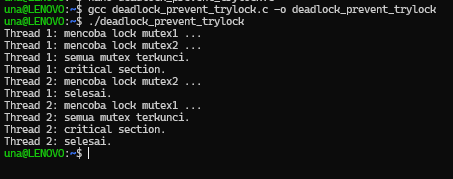 una@LENOVO:~$ gcc deadlock_prevent_trylock.c -o deadlock_prevent_trylock
una@LENOVO:~$ ./deadlock_prevent_trylock
Thread 1: mencoba lock mutex1 ...
Thread 1: mencoba lock mutex2 ...
Thread 1: semua mutex terkunci.
Thread 1: critical section.
Thread 2: mencoba lock mutex2 ...
Thread 1: selesai.
Thread 2: mencoba lock mutex1 ...
Thread 2: semua mutex terkunci.
Thread 2: critical section.
Thread 2: selesai.
una@LENOVO:~$